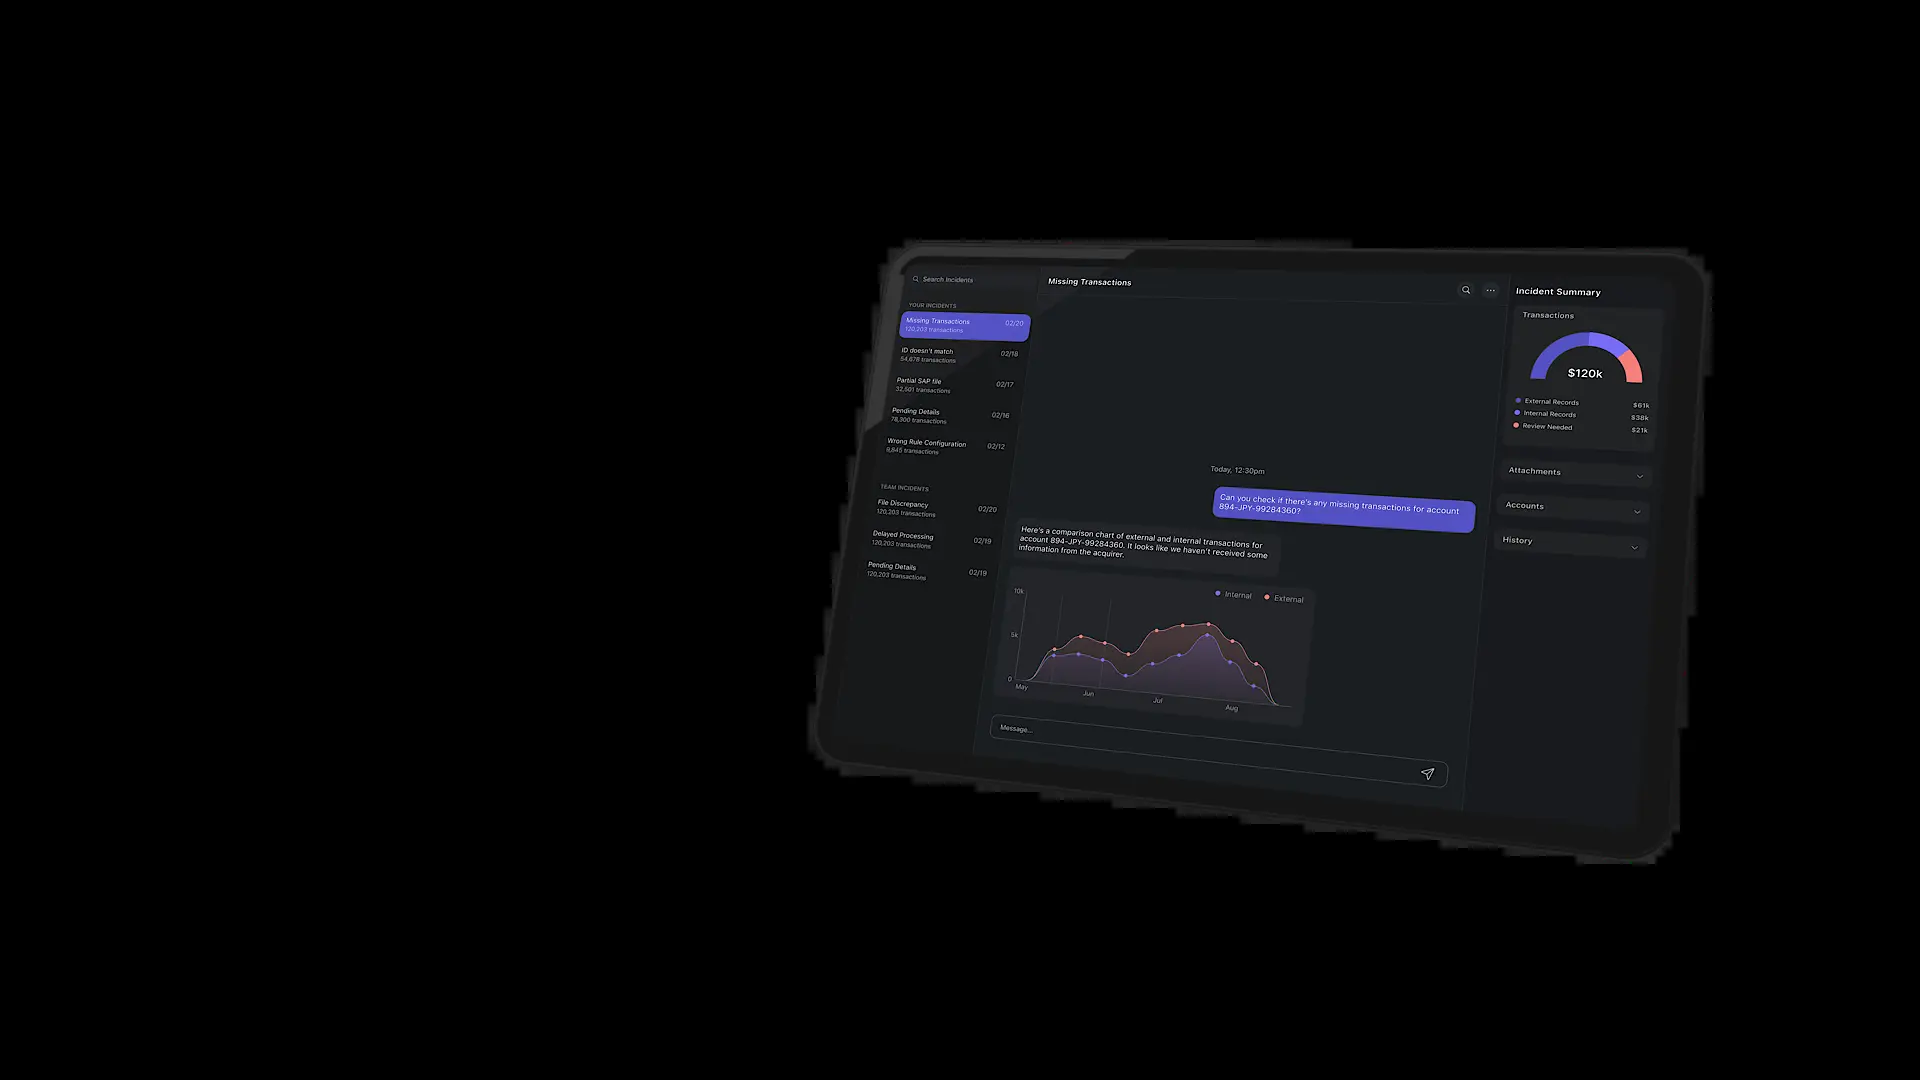 Search Incidents
YOUR INCIDENTS
Missing Transactions 02/20
120,203 transactions
ID doesn't match 02/18
54,678 transactions
Partial SAP file 02/17
32,501 transactions
Pending Details 02/16
78,300 transactions
Wrong Rule Configuration 02/12
9,845 transactions
TEAM INCIDENTS
File Discrepancy 02/20
120,203 transactions
Delayed Processing 02/19
120,203 transactions
Pending Details 02/19
120,203 transactions
Missing Transactions
Today, 12:30pm
Can you check if there's any missing transactions for account
894-JPY-99284360?
Here's a comparison chart of external and internal transactions for
account 894-JPY-99284360. It looks like we haven't received some
information from the acquirer.
Internal External
10k
5k
0
May Jun Jul Aug
Message...
Incident Summary
Transactions
$120k
External Records $61k
Internal Records $38k
Review Needed $21k
Attachments
Accounts
History